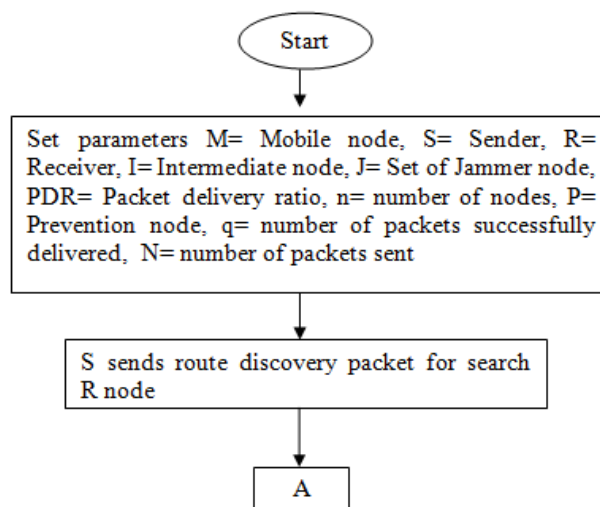 Start
Set parameters M= Mobile node, S= Sender, R=
Receiver, I= Intermediate node, J= Set of Jammer node,
PDR= Packet delivery ratio, n= number of nodes, P=
Prevention node, q= number of packets successfully
delivered, N= number of packets sent
S sends route discovery packet for search
R node
A